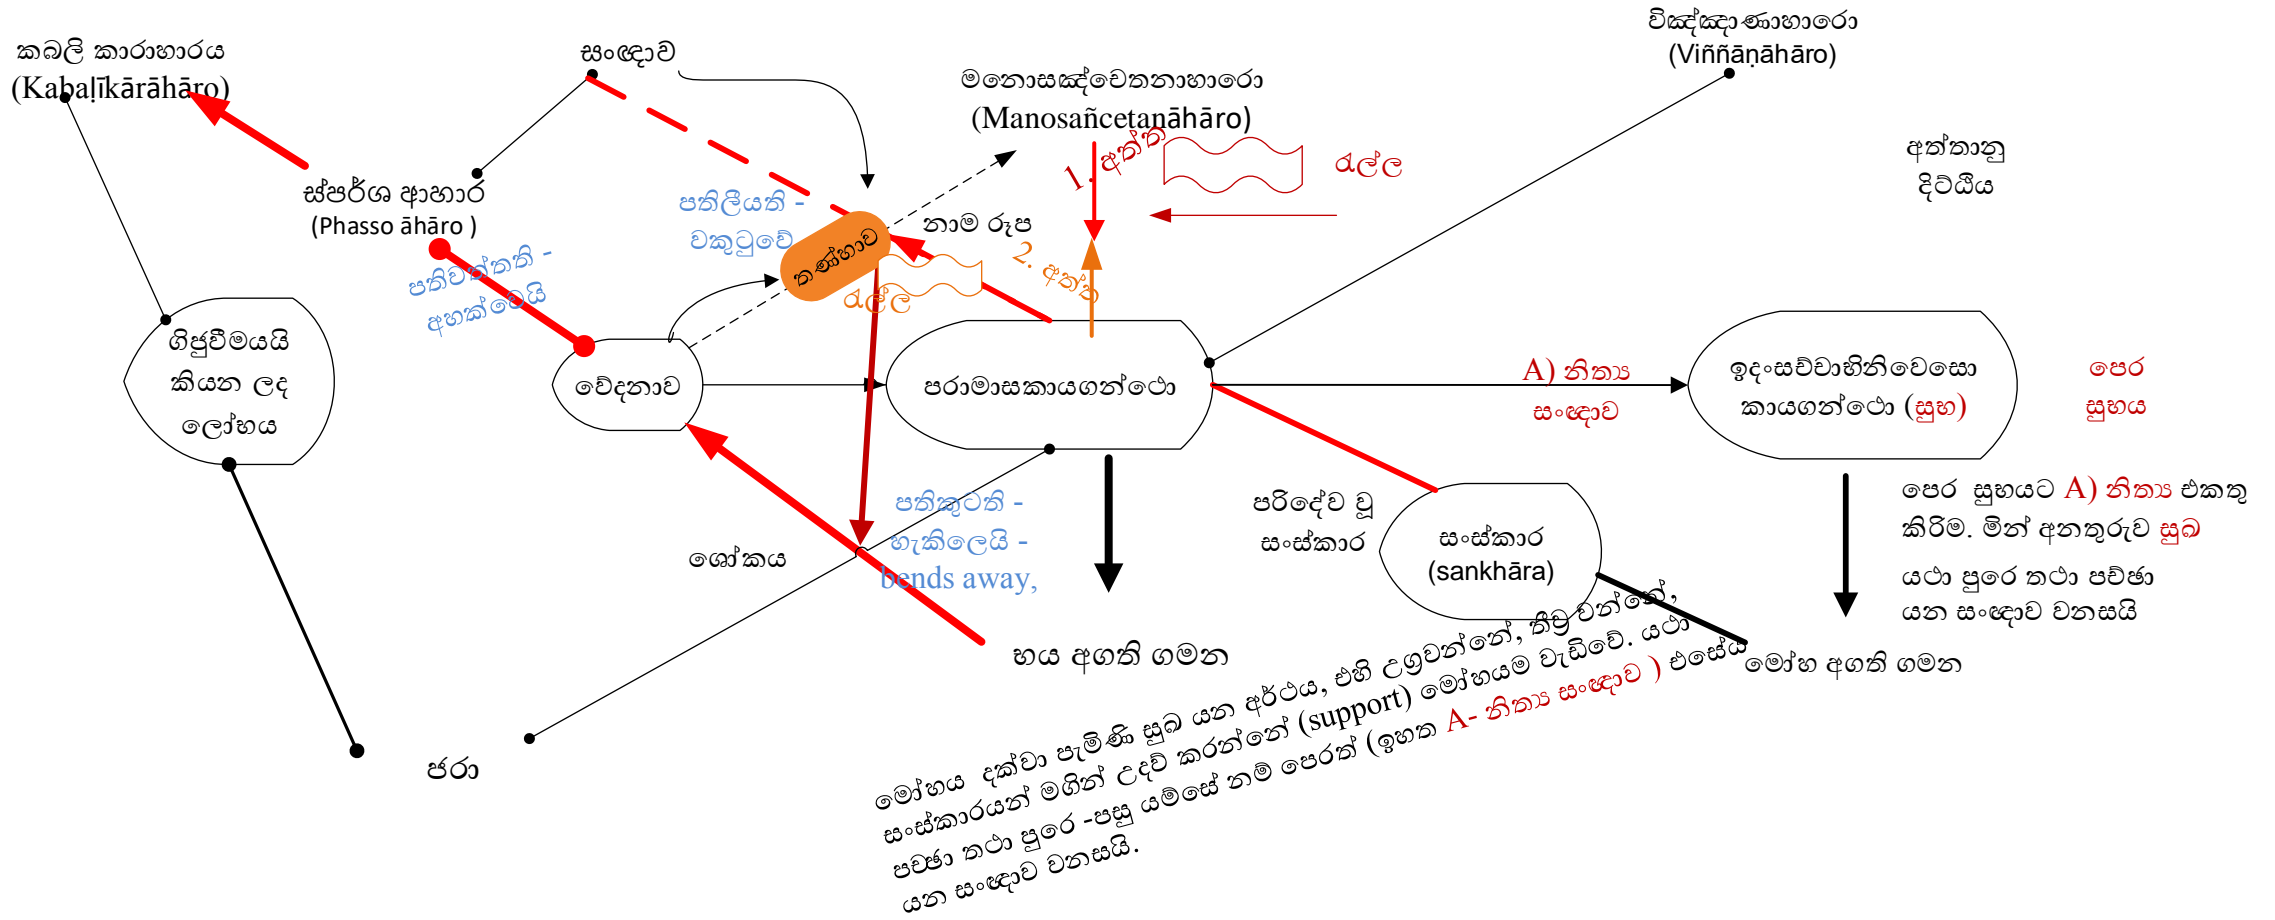 කබලි කාරාහාරය
(Kabaḷīkārāhāro)
සංඥාව
මනොසඤ්චෙතනාහාරො
(Manosañcetanāhāro)
විඤ්ඤාණාහාරො
(Viññāṇāhāro)
අත්තානු
දිට්ඨිය
1. අත්ත
රැල්ල
ස්පර්ශ ආහාර
(Phasso āhāro )
පතිලීයති -
වකුටුවේ
නාම රූප
තණ්හාව
2. අත්ත
රැල්ල
පතිවත්තති -
අහක්වෙයි
ගිජුවීමයයි
කියන ලද
ලෝභය
වේදනාව
පරාමාසකායගන්ථො
A) නිත්‍ය
සංඥාව
ඉදංසච්චාභිනිවෙසො
කායගන්ථො (සුභ)
පෙර
සුභය
පෙර  සුභයට A) නිත්‍ය එකතු
කිරිම. මින් අනතුරුව සුඛ
යථා පුරෙ තථා පච්ඡා
යන සංඥාව වනසයි
පරිදේව වූ
සංස්කාර
සංස්කාර
(sankhāra)
පතිකුටති -
හැකිලෙයි -
bends away,
ශෝකය
භය අගති ගමන
මෝහ අගති ගමන
ජරා
මෝහය  දක්වා පැමිණි සුඛ යන අර්ථය, එහි උග්‍රවන්නේ, තීව්‍ර වන්නේ,
සංස්කාරයන් මගින් උදව් කරන්නේ (support) මෝහයම වැඩිවේ. යථා
පච්ඡා තථා පුරෙ -පසු යම්සේ නම් පෙරත් (ඉහත A- නිත්‍ය සංඥාව ) එසේය
යන සංඥාව වනසයි.